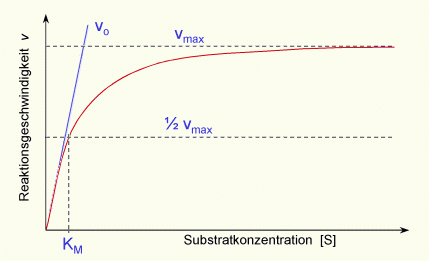 v₀
vmax
½ vmax
Reaktionsgeschwindigkeit v
KM
Substratkonzentration [S]